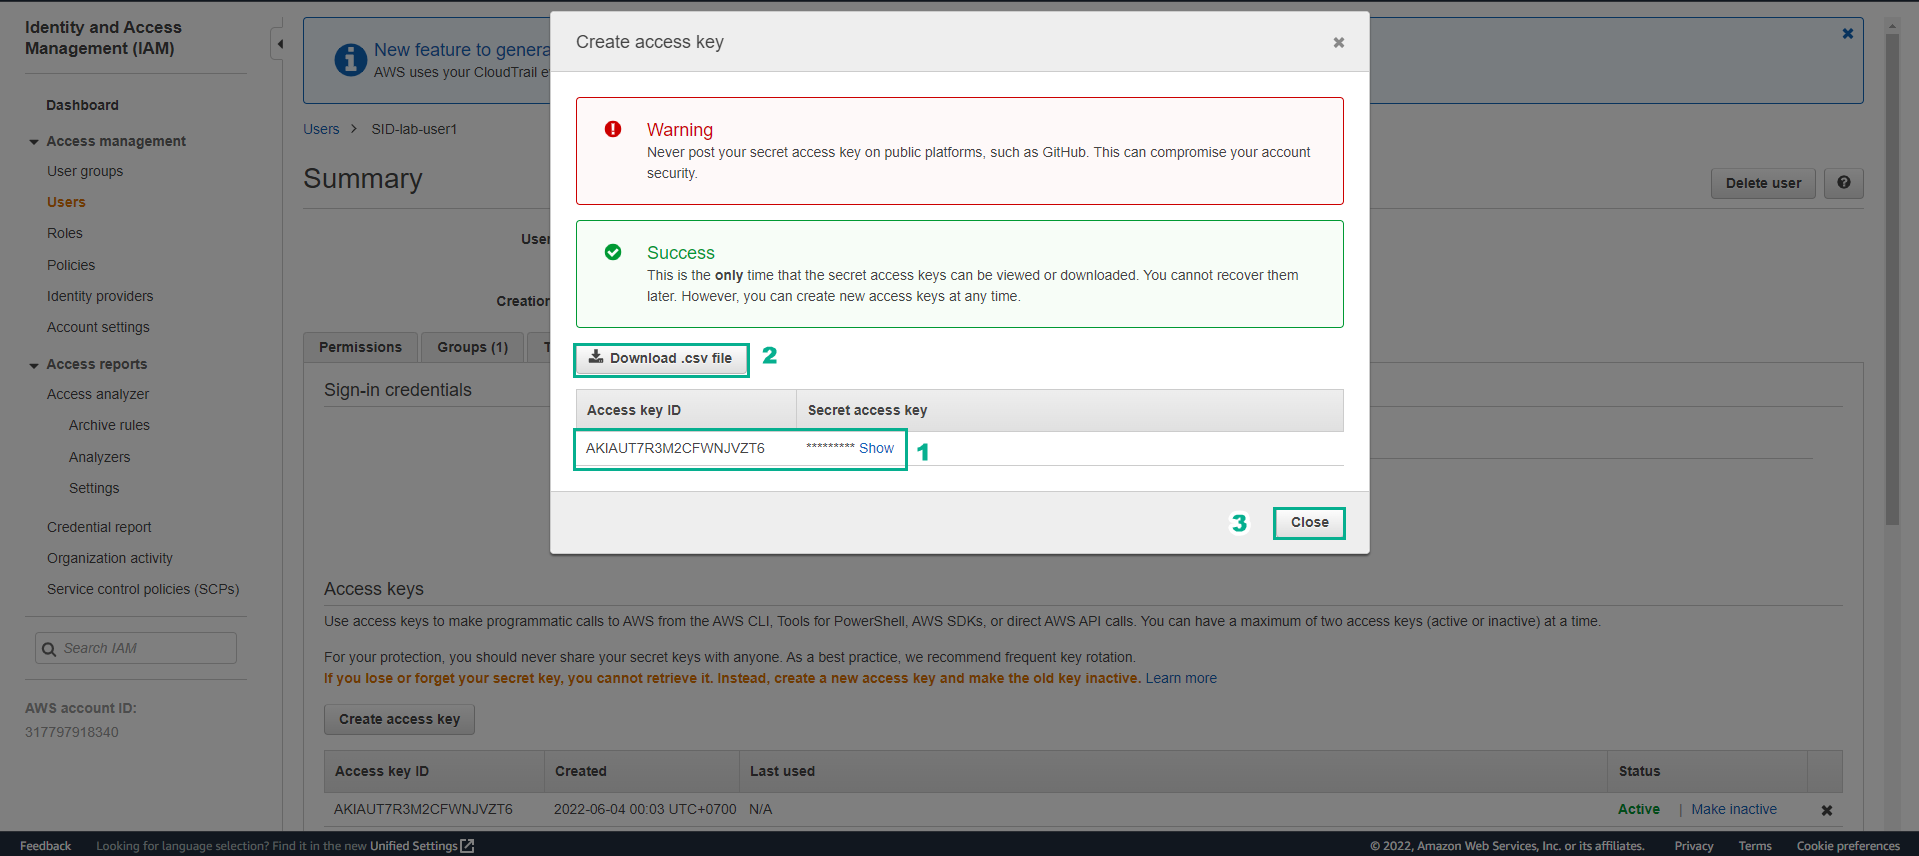 Identity and Access
Management (IAM)
Dashboard
Access management
User groups
Users
Roles
Policies
Identity providers
Account settings
Access reports
Access analyzer
Archive rules
Analyzers
Settings
Credential report
Organization activity
Service control policies (SCPs)
Search IAM
AWS account ID:
317797918340
New feature to genera
AWS uses your CloudTrail e
Users > SID-lab-user1
Summary
Delete user
User
Creation
Permissions Groups (1) T
Sign-in credentials
Create access key
Warning
Never post your secret access key on public platforms, such as GitHub. This can compromise your account
security.
Success
This is the only time that the secret access keys can be viewed or downloaded. You cannot recover them
later. However, you can create new access keys at any time.
Download .csv file 2
Access key ID Secret access key
AKIAUT7R3M2CFWNJVZT6 ********* Show 1
3 Close
Access keys
Use access keys to make programmatic calls to AWS from the AWS CLI, Tools for PowerShell, AWS SDKs, or direct AWS API calls. You can have a maximum of two access keys (active or inactive) at a time.
For your protection, you should never share your secret keys with anyone. As a best practice, we recommend frequent key rotation.
If you lose or forget your secret key, you cannot retrieve it. Instead, create a new access key and make the old key inactive. Learn more
Create access key
Access key ID Created Last used Status
AKIAUT7R3M2CFWNJVZT6 2022-06-04 00:03 UTC+0700 N/A Active | Make inactive
Feedback Looking for language selection? Find it in the new Unified Settings © 2022, Amazon Web Services, Inc. or its affiliates. Privacy Terms Cookie preferences